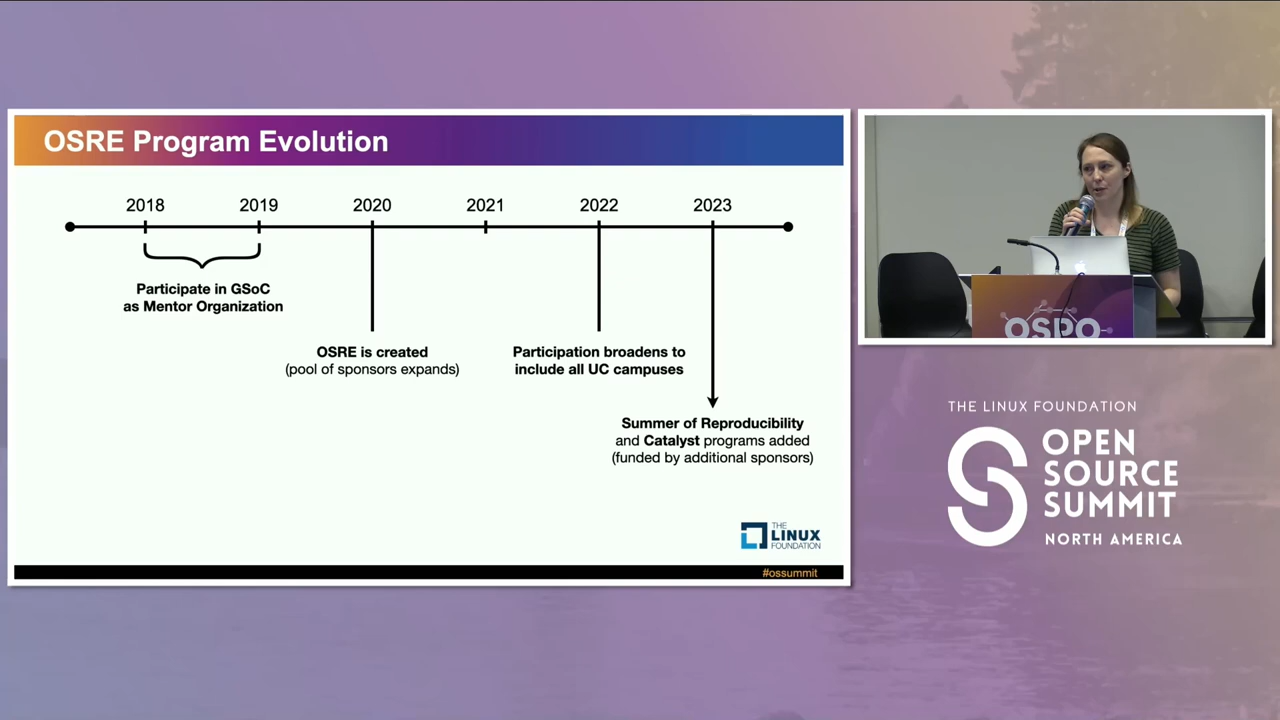 OSRE Program Evolution
2018
2019
2020
2021
2022
2023
Participate in GSoC
as Mentor Organization
OSRE is created
(pool of sponsors expands)
Participation broadens to
include all UC campuses
Summer of Reproducibility
and Catalyst programs added
(funded by additional sponsors)
THE
LINUX
FOUNDATION
#ossummit
OSPO
THE LINUX FOUNDATION
OPEN
SOURCE
SUMMIT
NORTH AMERICA